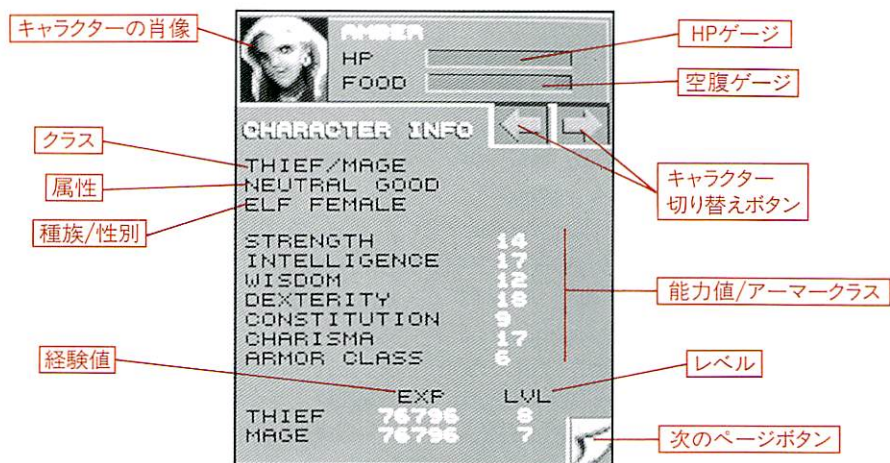 キャラクターの肖像
AMBER
HP
HPゲージ
FOOD
空腹ゲージ
CHARACTER INFO
クラス
THIEF/MAGE
属性
NEUTRAL GOOD
キャラクター
切り替えボタン
ELF FEMALE
種族/性別
STRENGTH 14
INTELLIGENCE 17
WISDOM 12
能力値/アーマークラス
DEXTERITY 18
CONSTITUTION 9
CHARISMA 17
ARMOR CLASS 6
経験値
レベル
EXP LVL
THIEF 76796 8
MAGE 76796 7
次のページボタン